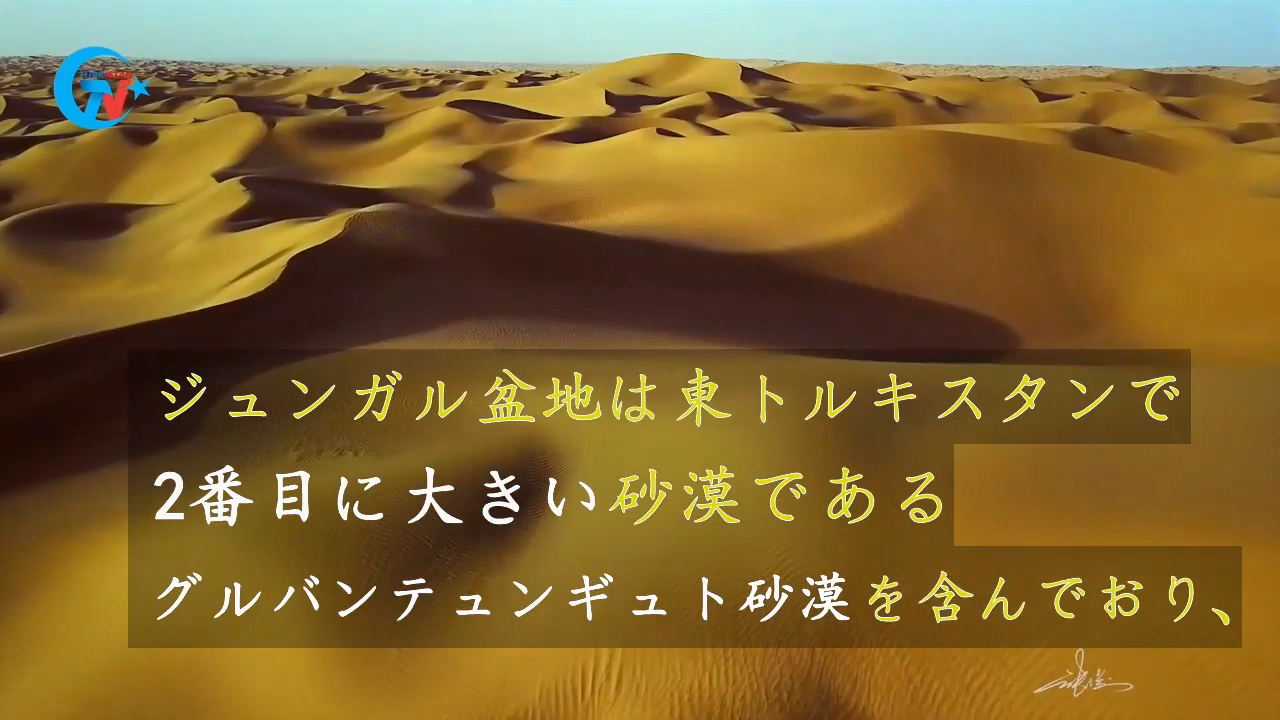 TURKISTAN
TV
ジュンガル盆地は東トルキスタンで
2番目に大きい砂漠である
グルバンテュンギュト砂漠を含んでおり、